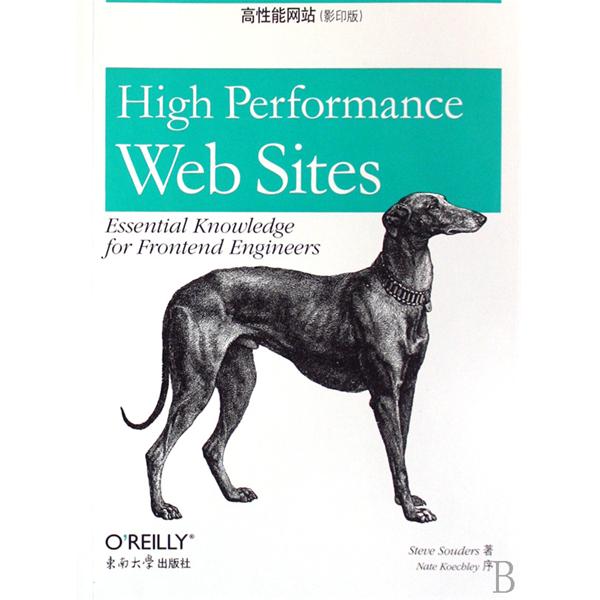 高性能网站(影印版)
High Performance
Web Sites
Essential Knowledge
for Frontend Engineers
O'REILLY®
東南大學出版社
Steve Souders 著
Nate Koechley 序
B